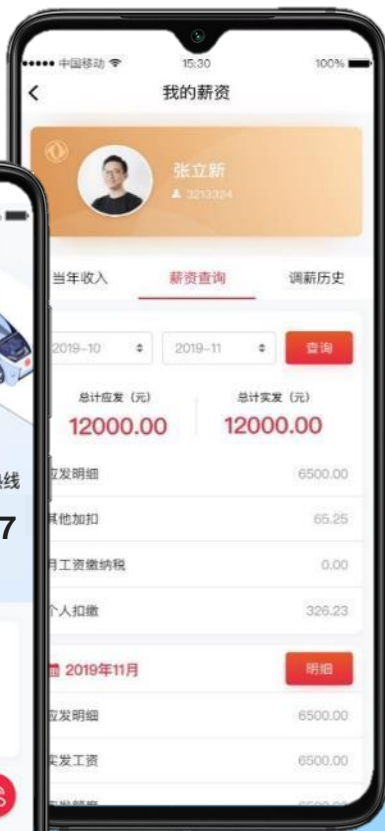 中国移动 15:30 100%
我的薪资
张立新
3213324
当年收入 薪资查询 调薪历史
2019-10 2019-11 查询
总计应发（元） 总计实发（元）
12000.00 12000.00
应发明细 6500.00
线
其他加扣 65.25
7
月工资缴纳税 0.00
个人扣缴 326.23
2019年11月 明细
应发明细 6500.00
实发工资 6500.00